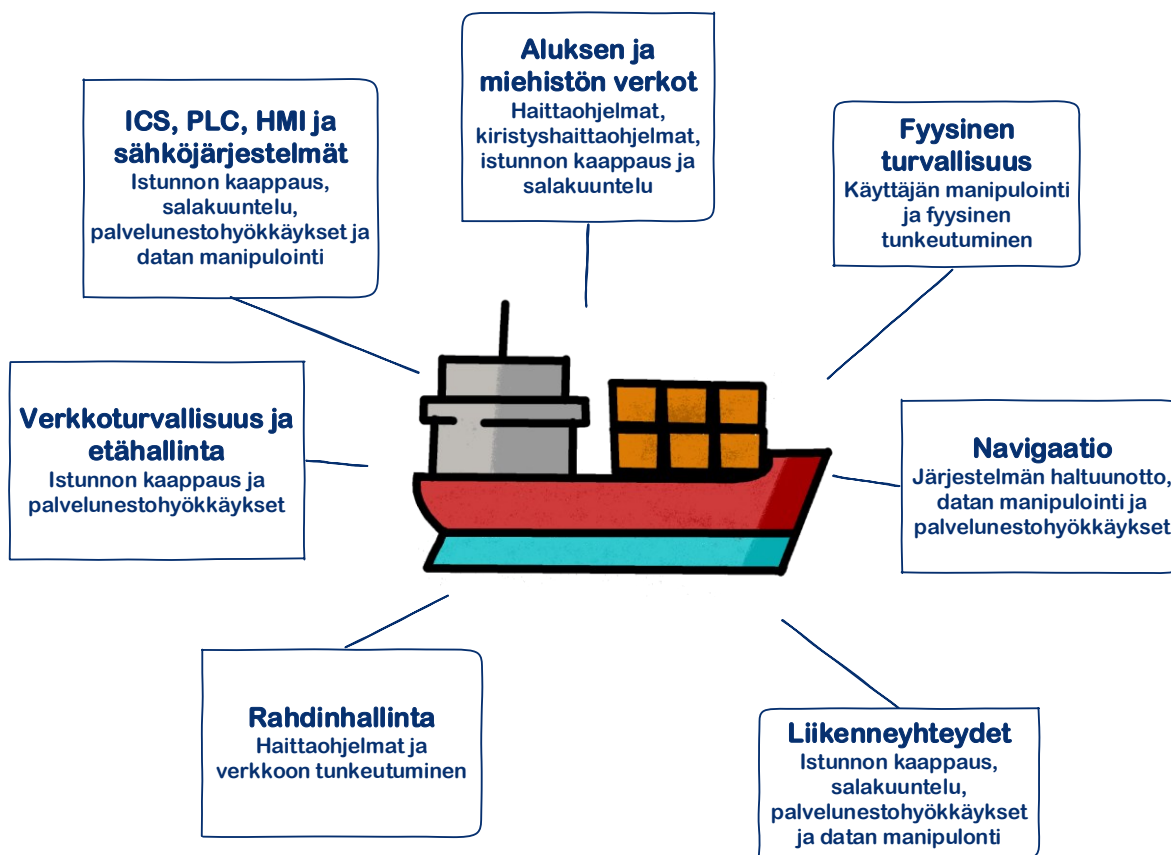 Aluksen ja
miehistön verkot
Haittaohjelmat,
kiristyshaittaohjelmat,
istunnon kaappaus ja
salakuuntelu
ICS, PLC, HMI ja
sähköjärjestelmät
Istunnon kaappaus,
salakuuntelu,
palvelunestohyökkäykset ja
datan manipulointi
Fyysinen
turvallisuus
Käyttäjän manipulointi
ja fyysinen
tunkeutuminen
Verkkoturvallisuus ja
etähallinta
Istunnon kaappaus ja
palvelunestohyökkäykset
Navigaatio
Järjestelmän haltuunotto,
datan manipulointi ja
palvelunestohyökkäykset
Rahdinhallinta
Haittaohjelmat ja
verkkoon tunkeutuminen
Liikenneyhteydet
Istunnon kaappaus,
salakuuntelu,
palvelunestohyökkäykset
ja datan manipulonti